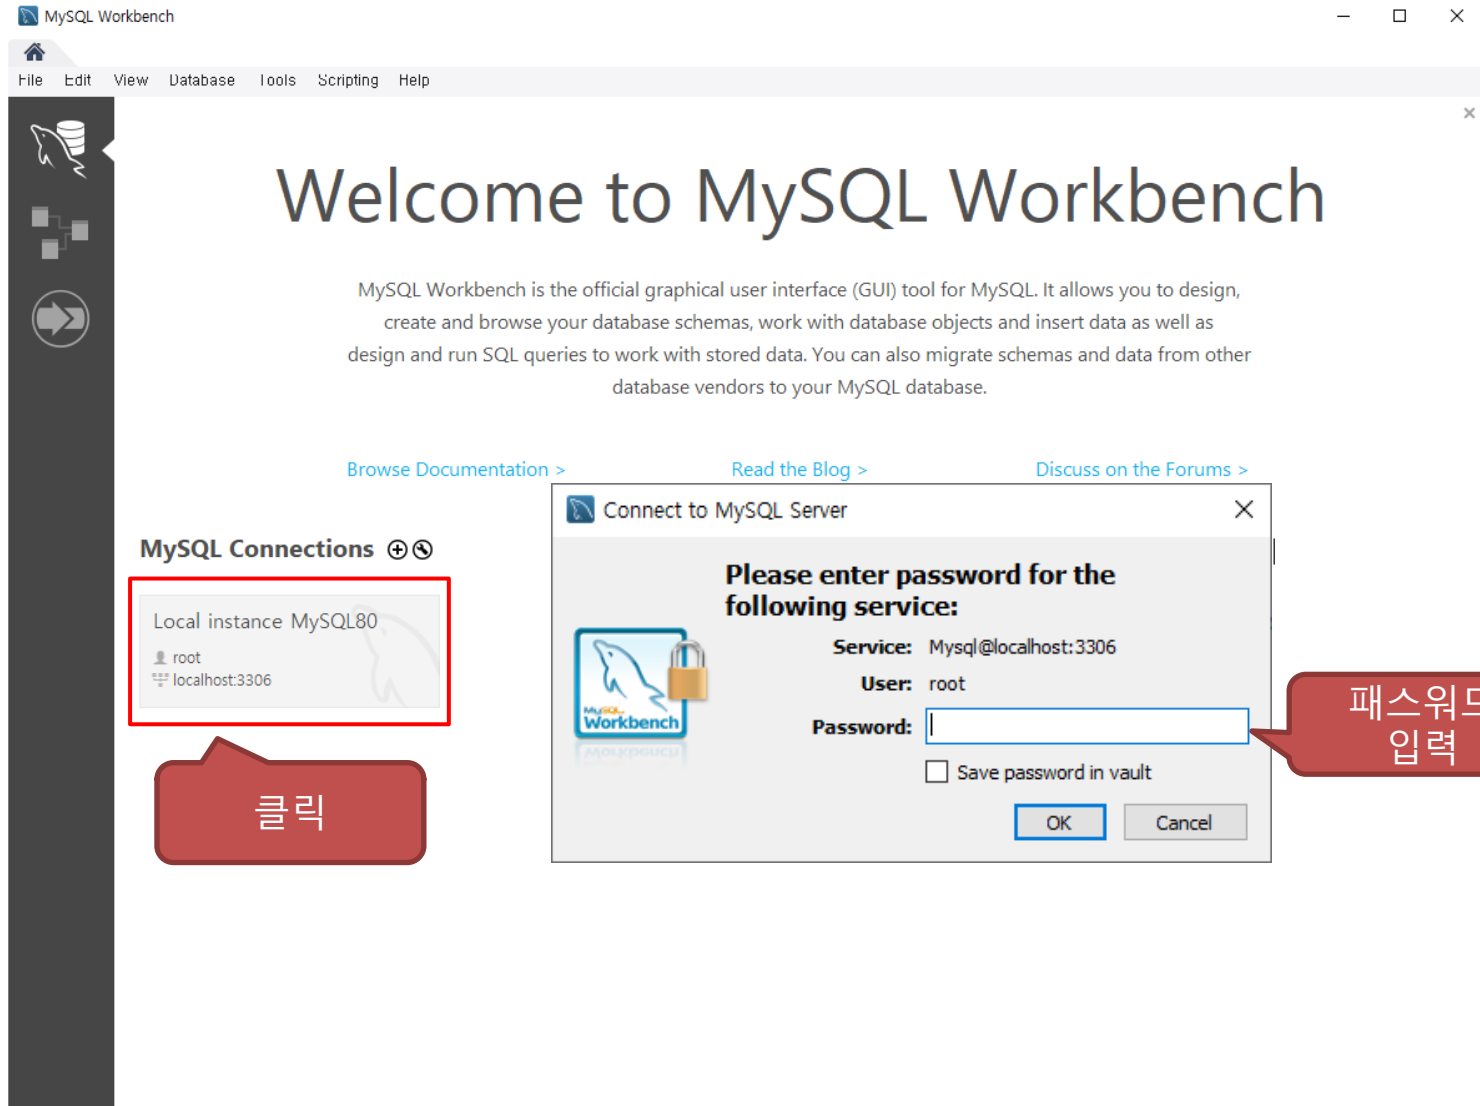 MySQL Workbench
File Edit View Database Tools Scripting Help
Welcome to MySQL Workbench
MySQL Workbench is the official graphical user interface (GUI) tool for MySQL. It allows you to design,
create and browse your database schemas, work with database objects and insert data as well as
design and run SQL queries to work with stored data. You can also migrate schemas and data from other
database vendors to your MySQL database.
Browse Documentation > Read the Blog > Discuss on the Forums >
MySQL Connections
Local instance MySQL80
root
localhost:3306
클릭
Connect to MySQL Server
Please enter password for the
following service:
Service: Mysql@localhost:3306
User: root
Password:
Save password in vault
OK Cancel
MySQL
Workbench
패스워드
입력